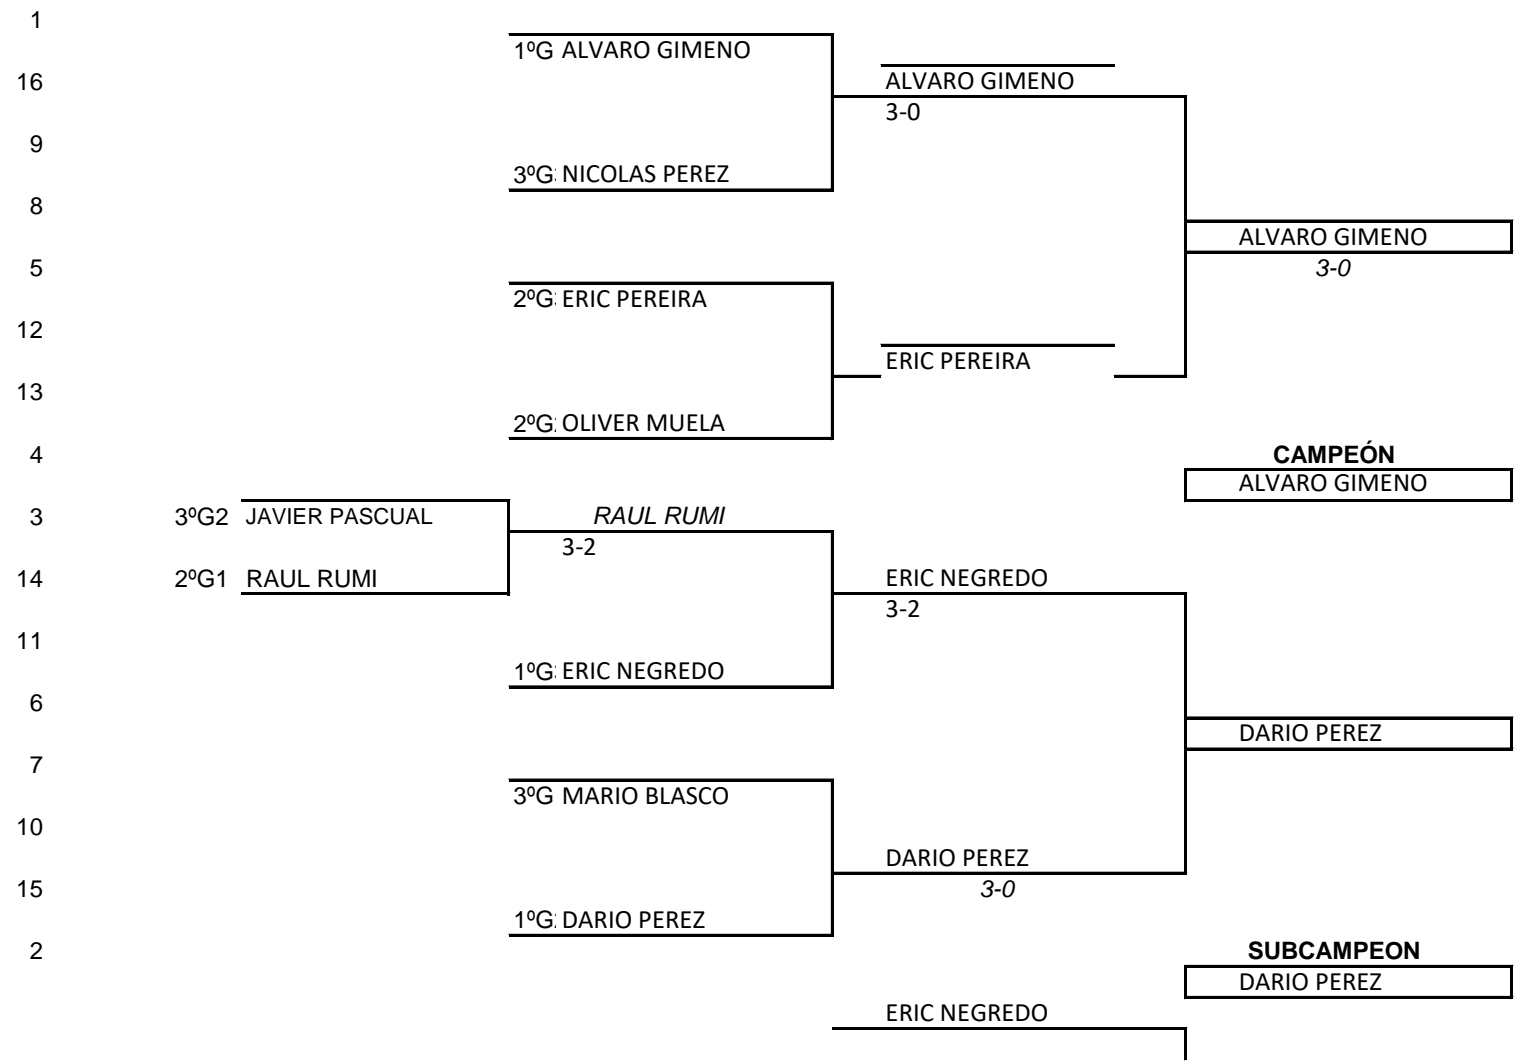 1
1ºG ALVARO GIMENO
16 ALVARO GIMENO
3-0
9
3ºG: NICOLAS PEREZ
8
ALVARO GIMENO
5 3-0
2ºG: ERIC PEREIRA
12
ERIC PEREIRA
13
2ºG: OLIVER MUELA
4 CAMPEÓN
ALVARO GIMENO
3 3ºG2 JAVIER PASCUAL RAUL RUMI
3-2
14 2ºG1 RAUL RUMI ERIC NEGREDO
3-2
11
1ºG: ERIC NEGREDO
6
DARIO PEREZ
7
3ºG MARIO BLASCO
10
DARIO PEREZ
15 3-0
1ºG: DARIO PEREZ
2 SUBCAMPEON
DARIO PEREZ
ERIC NEGREDO